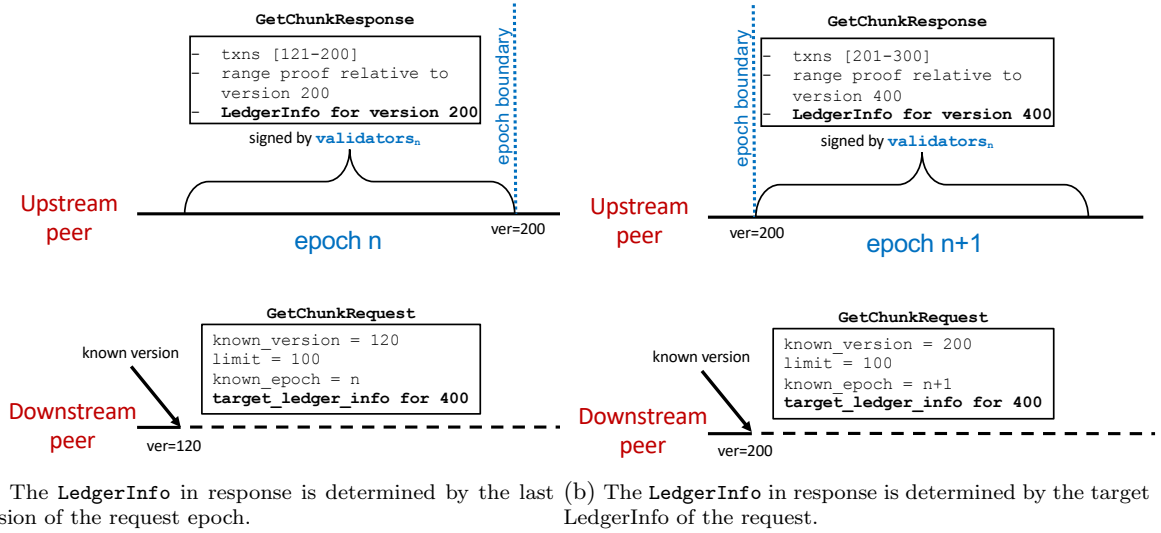 GetChunkResponse
– txns [121-200]
– range proof relative to
version 200
– LedgerInfo for version 200
signed by validatorsₙ
epoch boundary
Upstream
peer
epoch n
ver=200
GetChunkRequest
known_version = 120
limit = 100
known_epoch = n
target_ledger_info for 400
known version
Downstream
peer
ver=120
The LedgerInfo in response is determined by the last
sion of the request epoch.
GetChunkResponse
– txns [201-300]
– range proof relative to
version 400
– LedgerInfo for version 400
signed by validatorsₙ
epoch boundary
Upstream
peer
ver=200
epoch n+1
GetChunkRequest
known_version = 200
limit = 100
known_epoch = n+1
target_ledger_info for 400
known version
Downstream
peer
ver=200
(b) The LedgerInfo in response is determined by the target
LedgerInfo of the request.